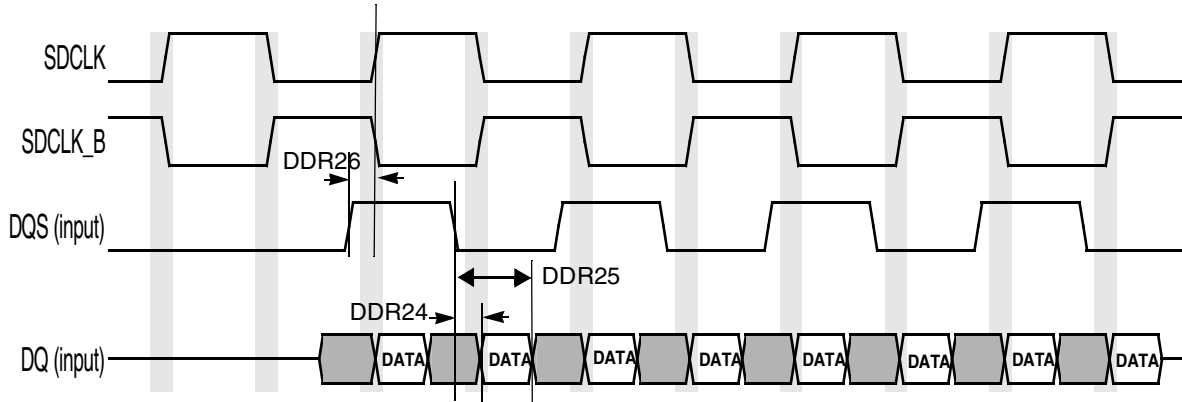 SDCLK
SDCLK_B
DDR26
DQS (input)
DDR25
DDR24
DQ (input)
DATA DATA DATA DATA DATA DATA DATA DATA